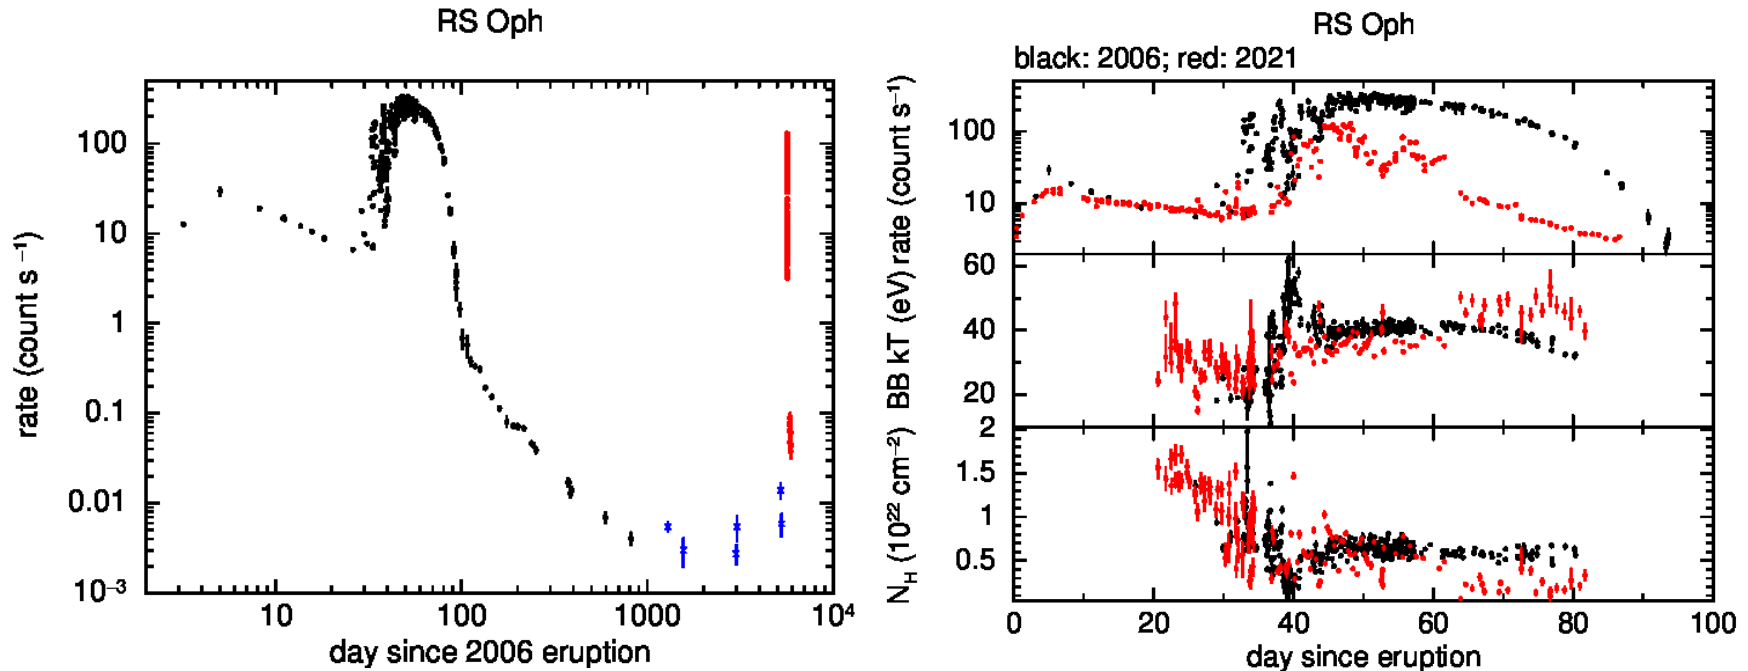 RS Oph
rate (count s⁻¹)
100
10
1
0.1
0.01
10⁻³
10
100
1000
10⁴
day since 2006 eruption
RS Oph
black: 2006; red: 2021
rate (count s⁻¹)
100
10
BB kT (eV)
60
40
20
N_H (10²² cm⁻²)
2
1.5
1
0.5
0
20
40
60
80
100
day since eruption